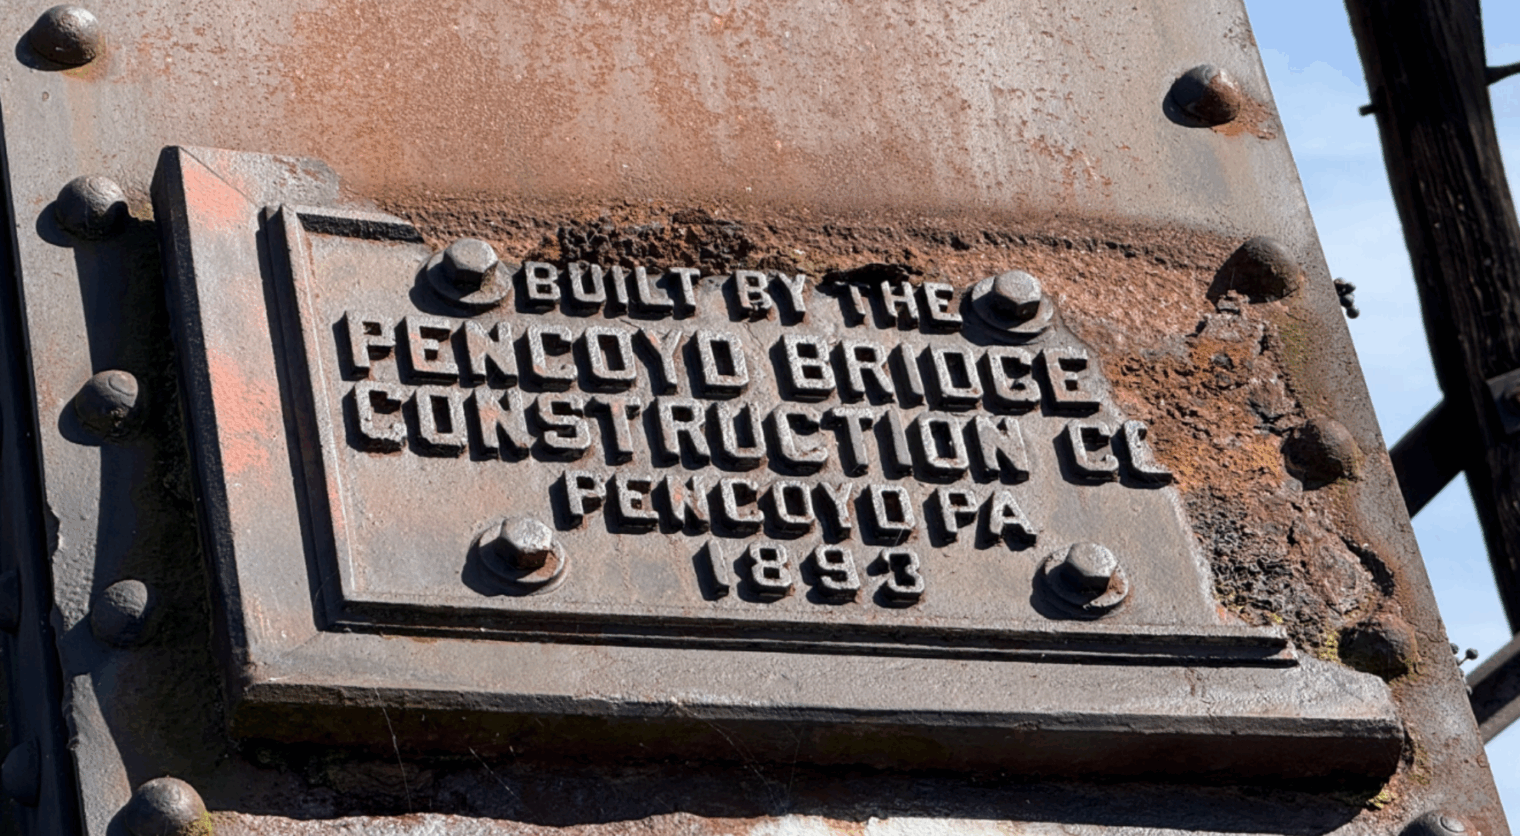 BUILT BY THE
PENCOYD BRIDGE
CONSTRUCTION CO
PENCOYD PA
1893